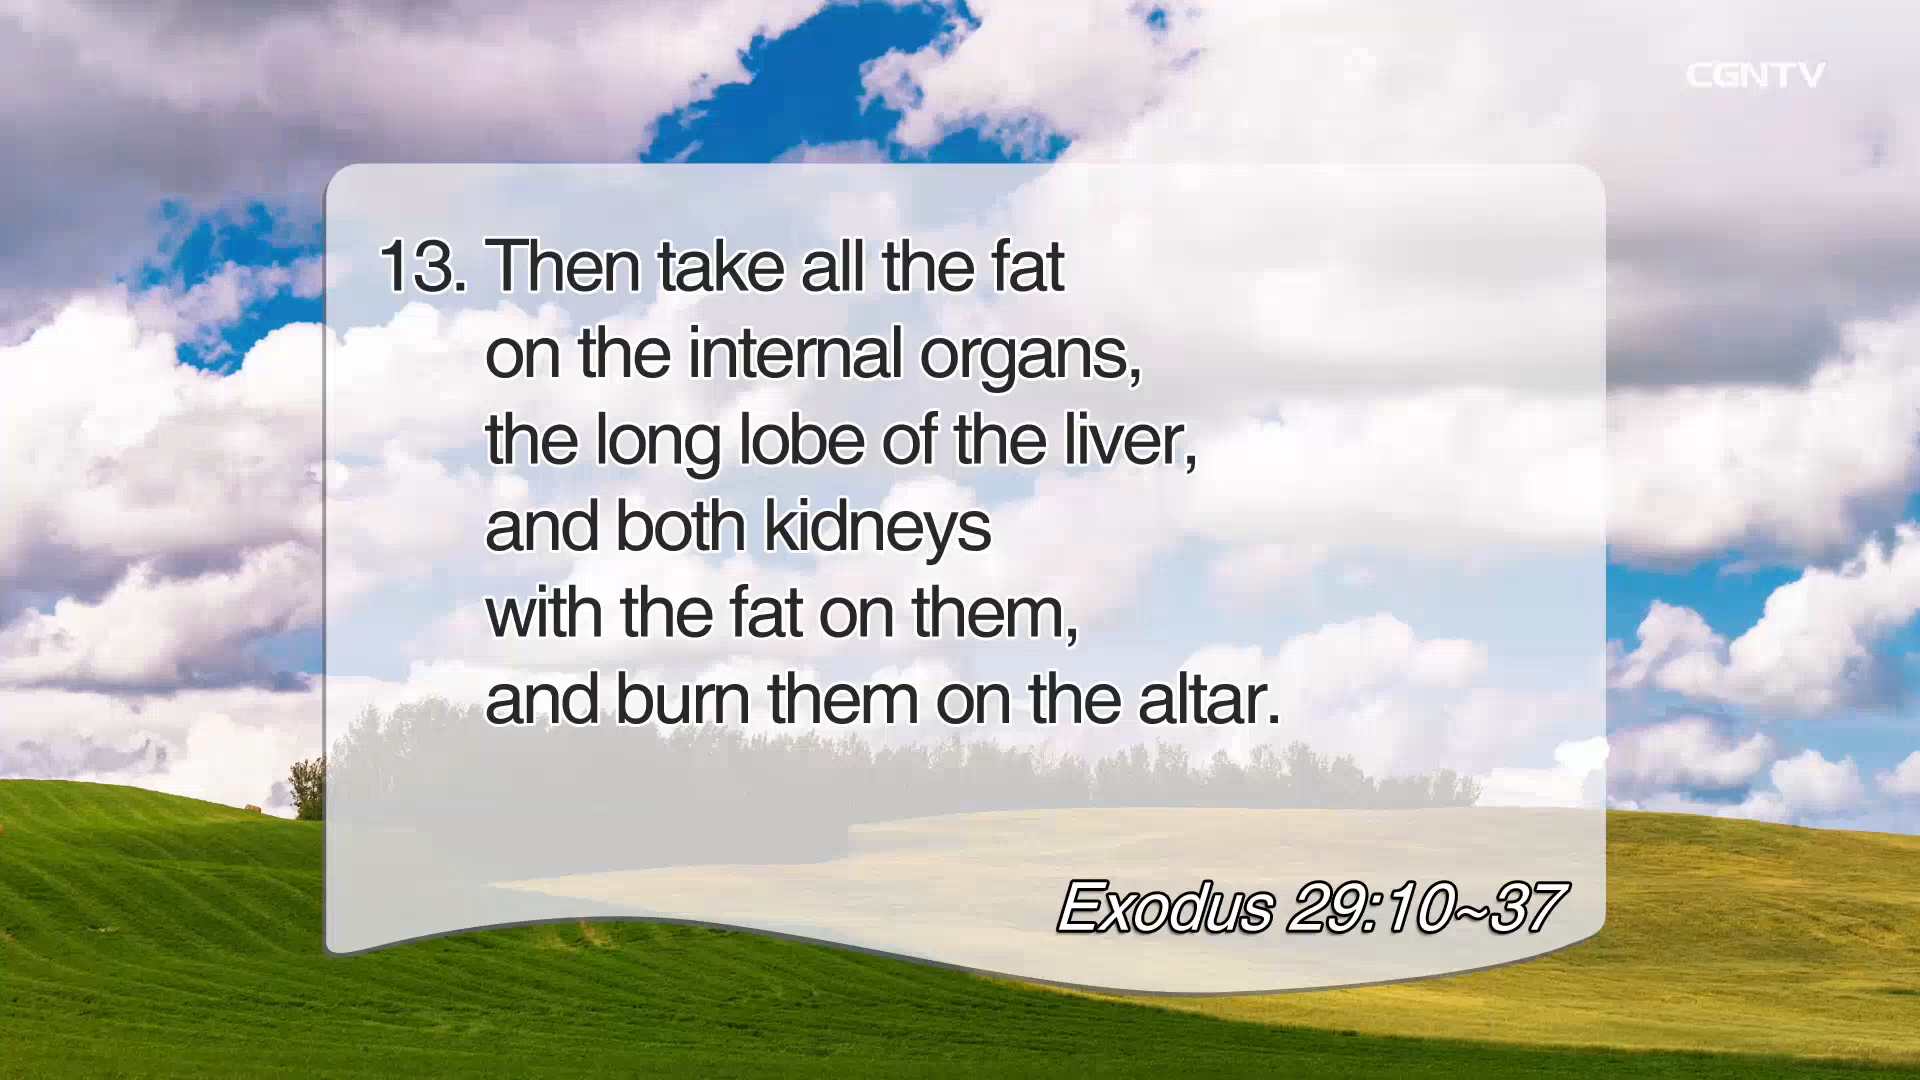 CGNTV
13. Then take all the fat
on the internal organs,
the long lobe of the liver,
and both kidneys
with the fat on them,
and burn them on the altar.
Exodus 29:10~37